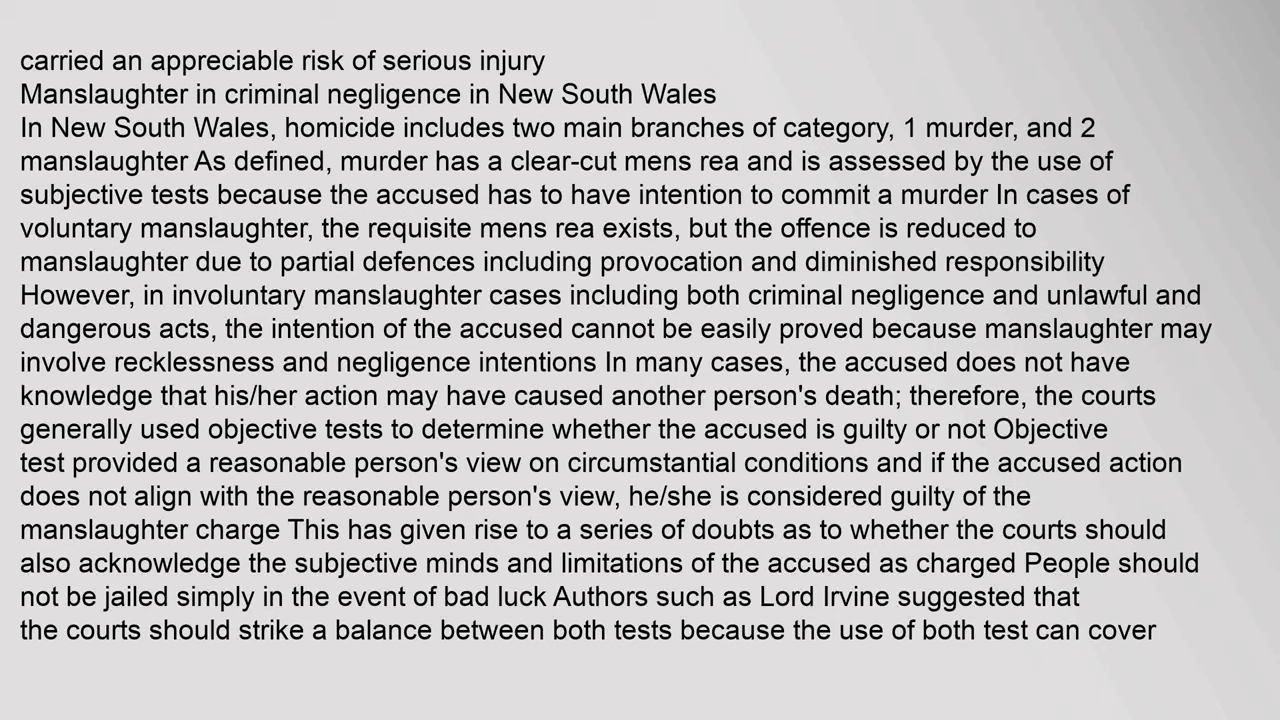 carried an appreciable risk of serious injury
Manslaughter in criminal negligence in New South Wales
In New South Wales, homicide includes two main branches of category, 1 murder, and 2
manslaughter As defined, murder has a clear-cut mens rea and is assessed by the use of
subjective tests because the accused has to have intention to commit a murder In cases of
voluntary manslaughter, the requisite mens rea exists, but the offence is reduced to
manslaughter due to partial defences including provocation and diminished responsibility
However, in involuntary manslaughter cases including both criminal negligence and unlawful and
dangerous acts, the intention of the accused cannot be easily proved because manslaughter may
involve recklessness and negligence intentions In many cases, the accused does not have
knowledge that his/her action may have caused another person's death; therefore, the courts
generally used objective tests to determine whether the accused is guilty or not Objective
test provided a reasonable person's view on circumstantial conditions and if the accused action
does not align with the reasonable person's view, he/she is considered guilty of the
manslaughter charge This has given rise to a series of doubts as to whether the courts should
also acknowledge the subjective minds and limitations of the accused as charged People should
not be jailed simply in the event of bad luck Authors such as Lord Irvine suggested that
the courts should strike a balance between both tests because the use of both test can cover